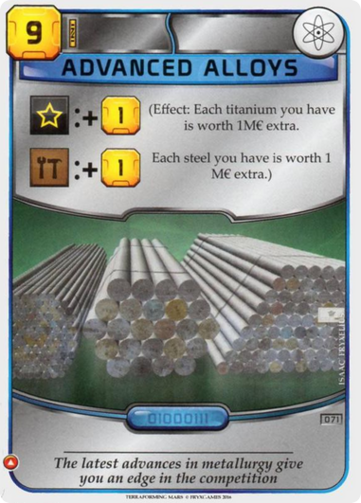 9
ADVANCED ALLOYS
: + 1 (Effect: Each titanium you have
is worth 1M€ extra.)
: + 1 Each steel you have is worth 1
M€ extra.)
ISAAC FRYXELIUS
01000111
071
The latest advances in metallurgy give
you an edge in the competition
TERRAFORMING MARS © FRYXGAMES 2016